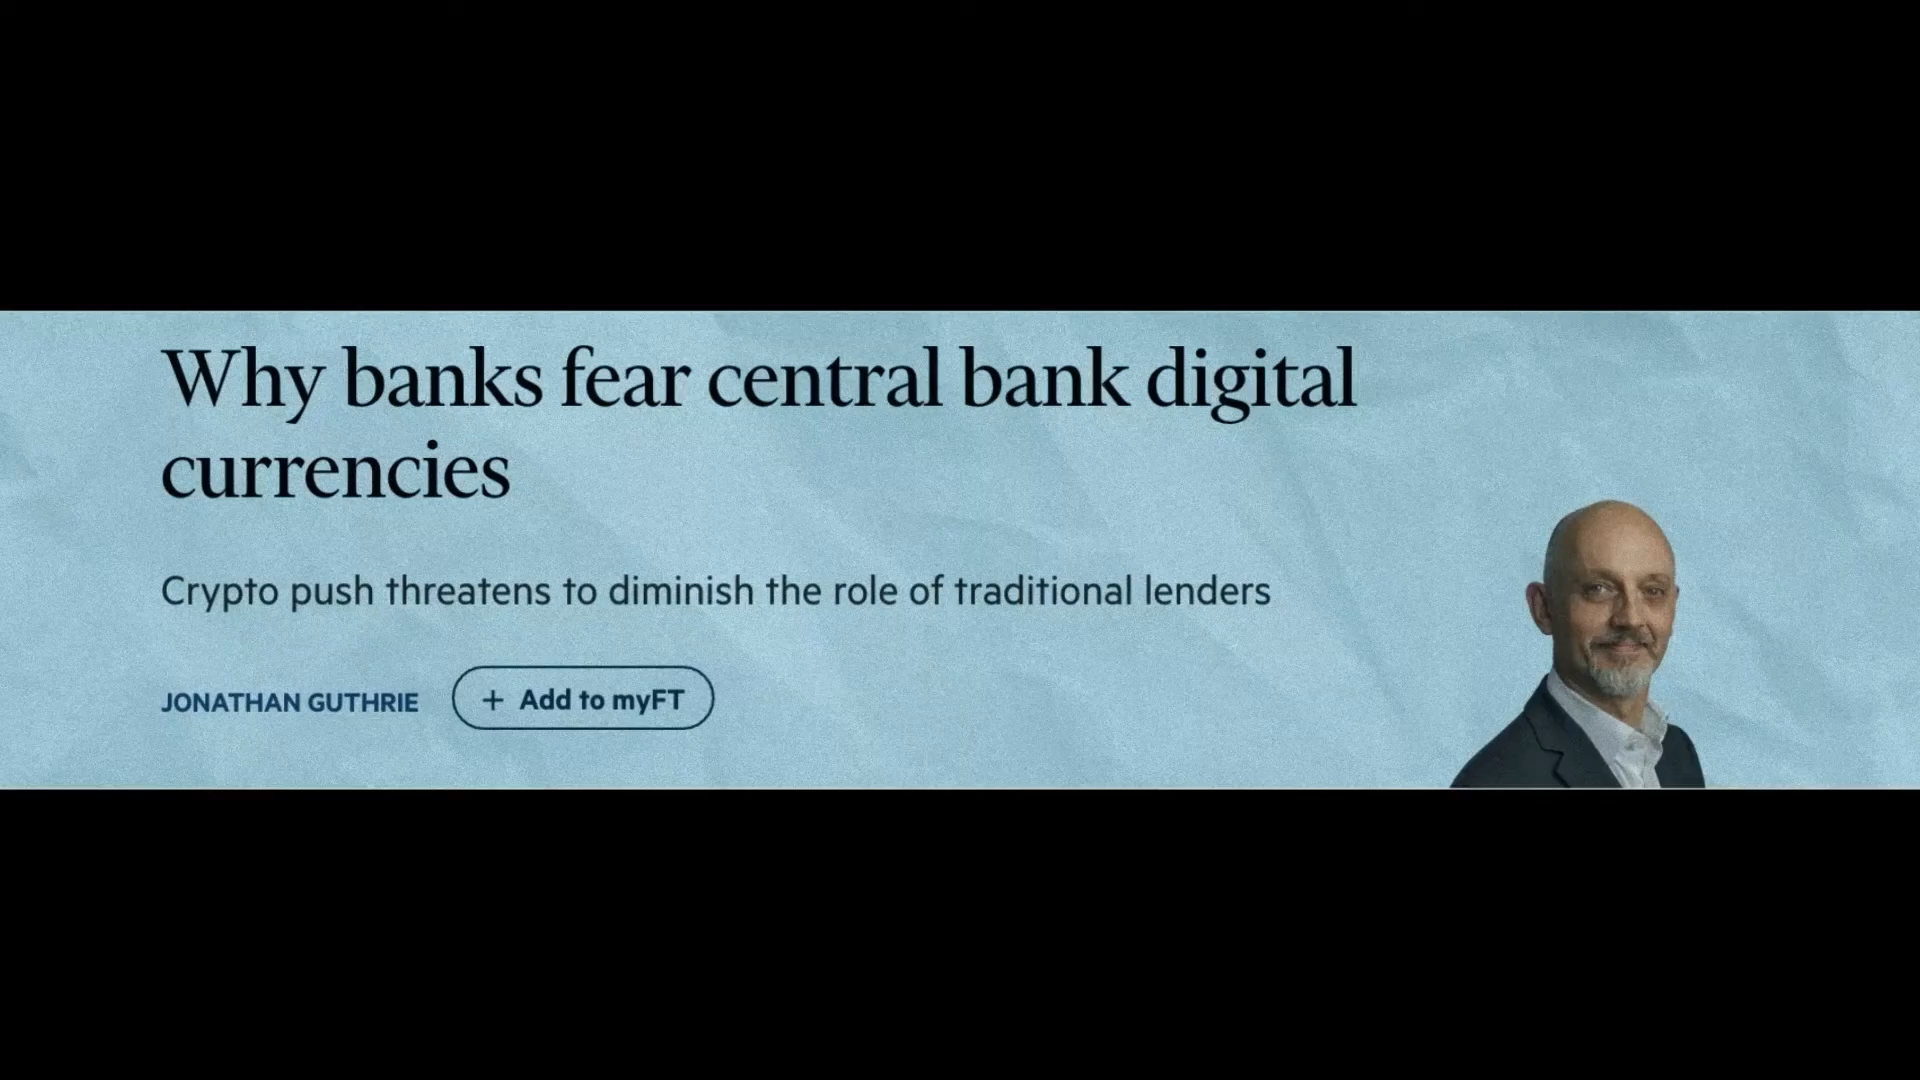 Why banks fear central bank digital
currencies
Crypto push threatens to diminish the role of traditional lenders
JONATHAN GUTHRIE
+ Add to myFT